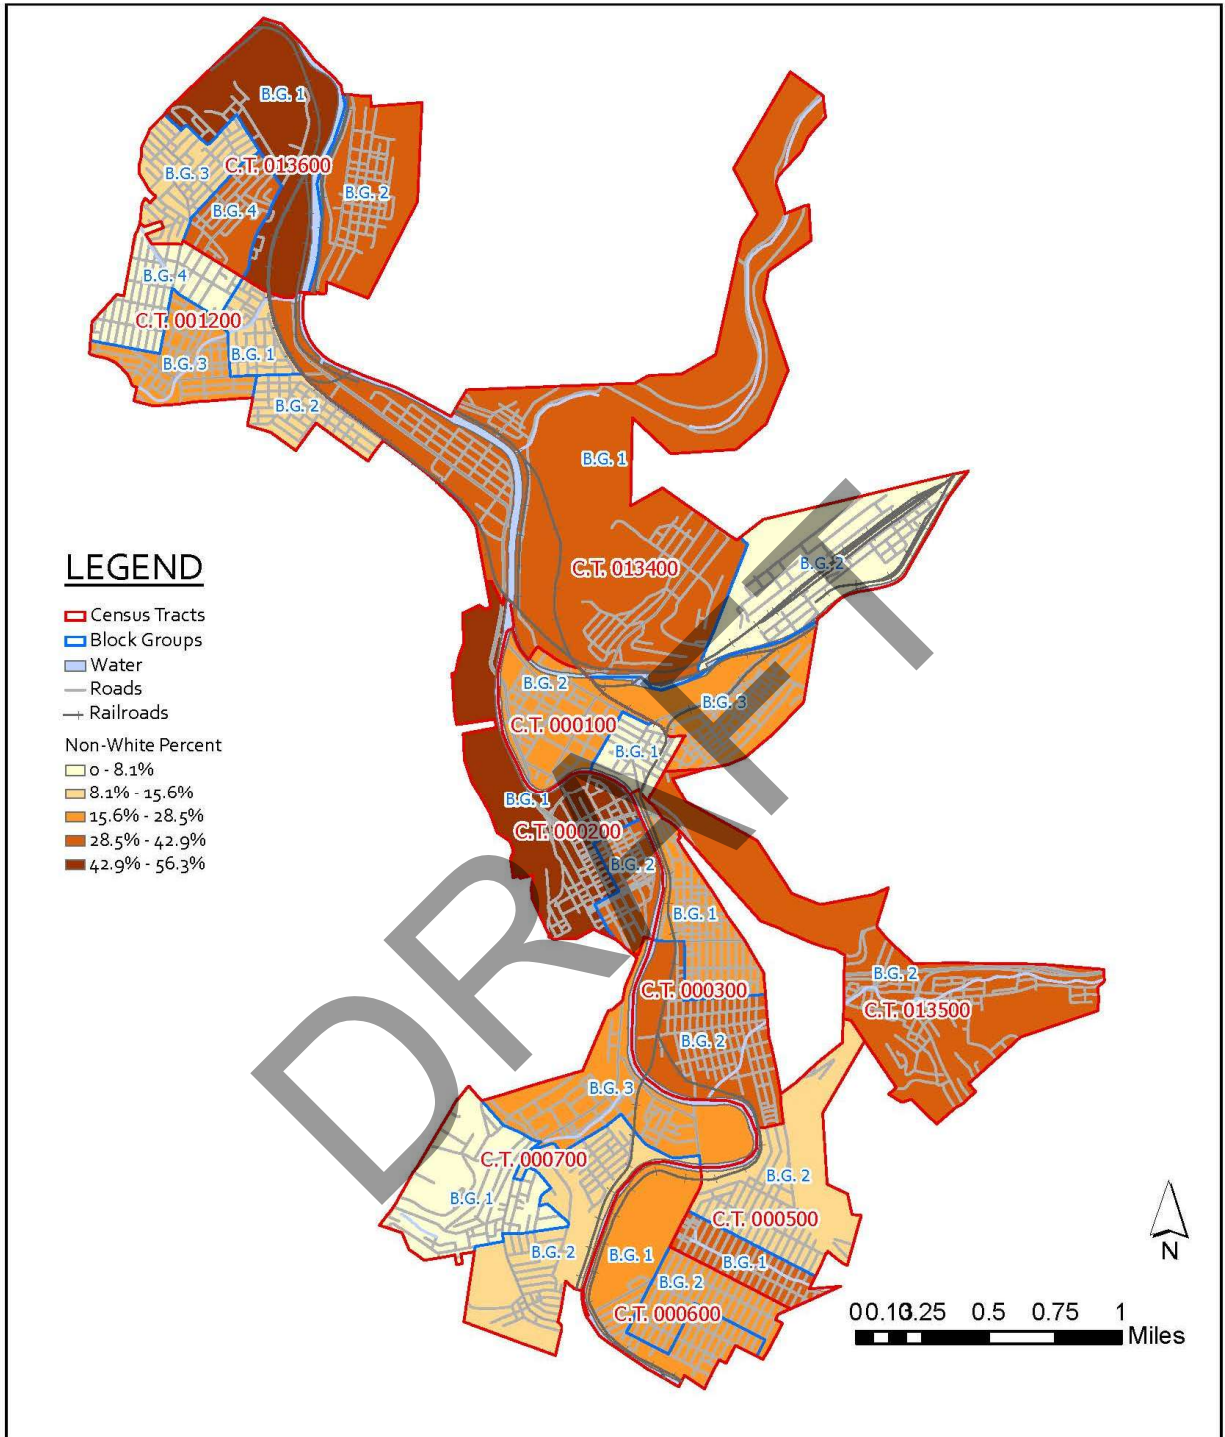 B.G. 1
C.T. 013600
B.G. 3
B.G. 2
B.G. 4
B.G. 4
C.T. 001200
B.G. 1
B.G. 3
B.G. 2
B.G. 1
C.T. 013400
B.G. 2
LEGEND
Census Tracts
Block Groups
Water
Roads
Railroads
Non-White Percent
0 - 8.1%
8.1% - 15.6%
15.6% - 28.5%
28.5% - 42.9%
42.9% - 56.3%
B.G. 2
B.G. 3
C.T. 000100
B.G. 1
B.G. 1
C.T. 000200
B.G. 2
B.G. 1
B.G. 2
C.T. 000300
C.T. 013500
B.G. 2
B.G. 3
C.T. 000700
B.G. 2
B.G. 1
C.T. 000500
B.G. 2
B.G. 1
B.G. 1
B.G. 2
C.T. 000600
DRAFT
N
0 0.13 0.25 0.5 0.75 1
Miles